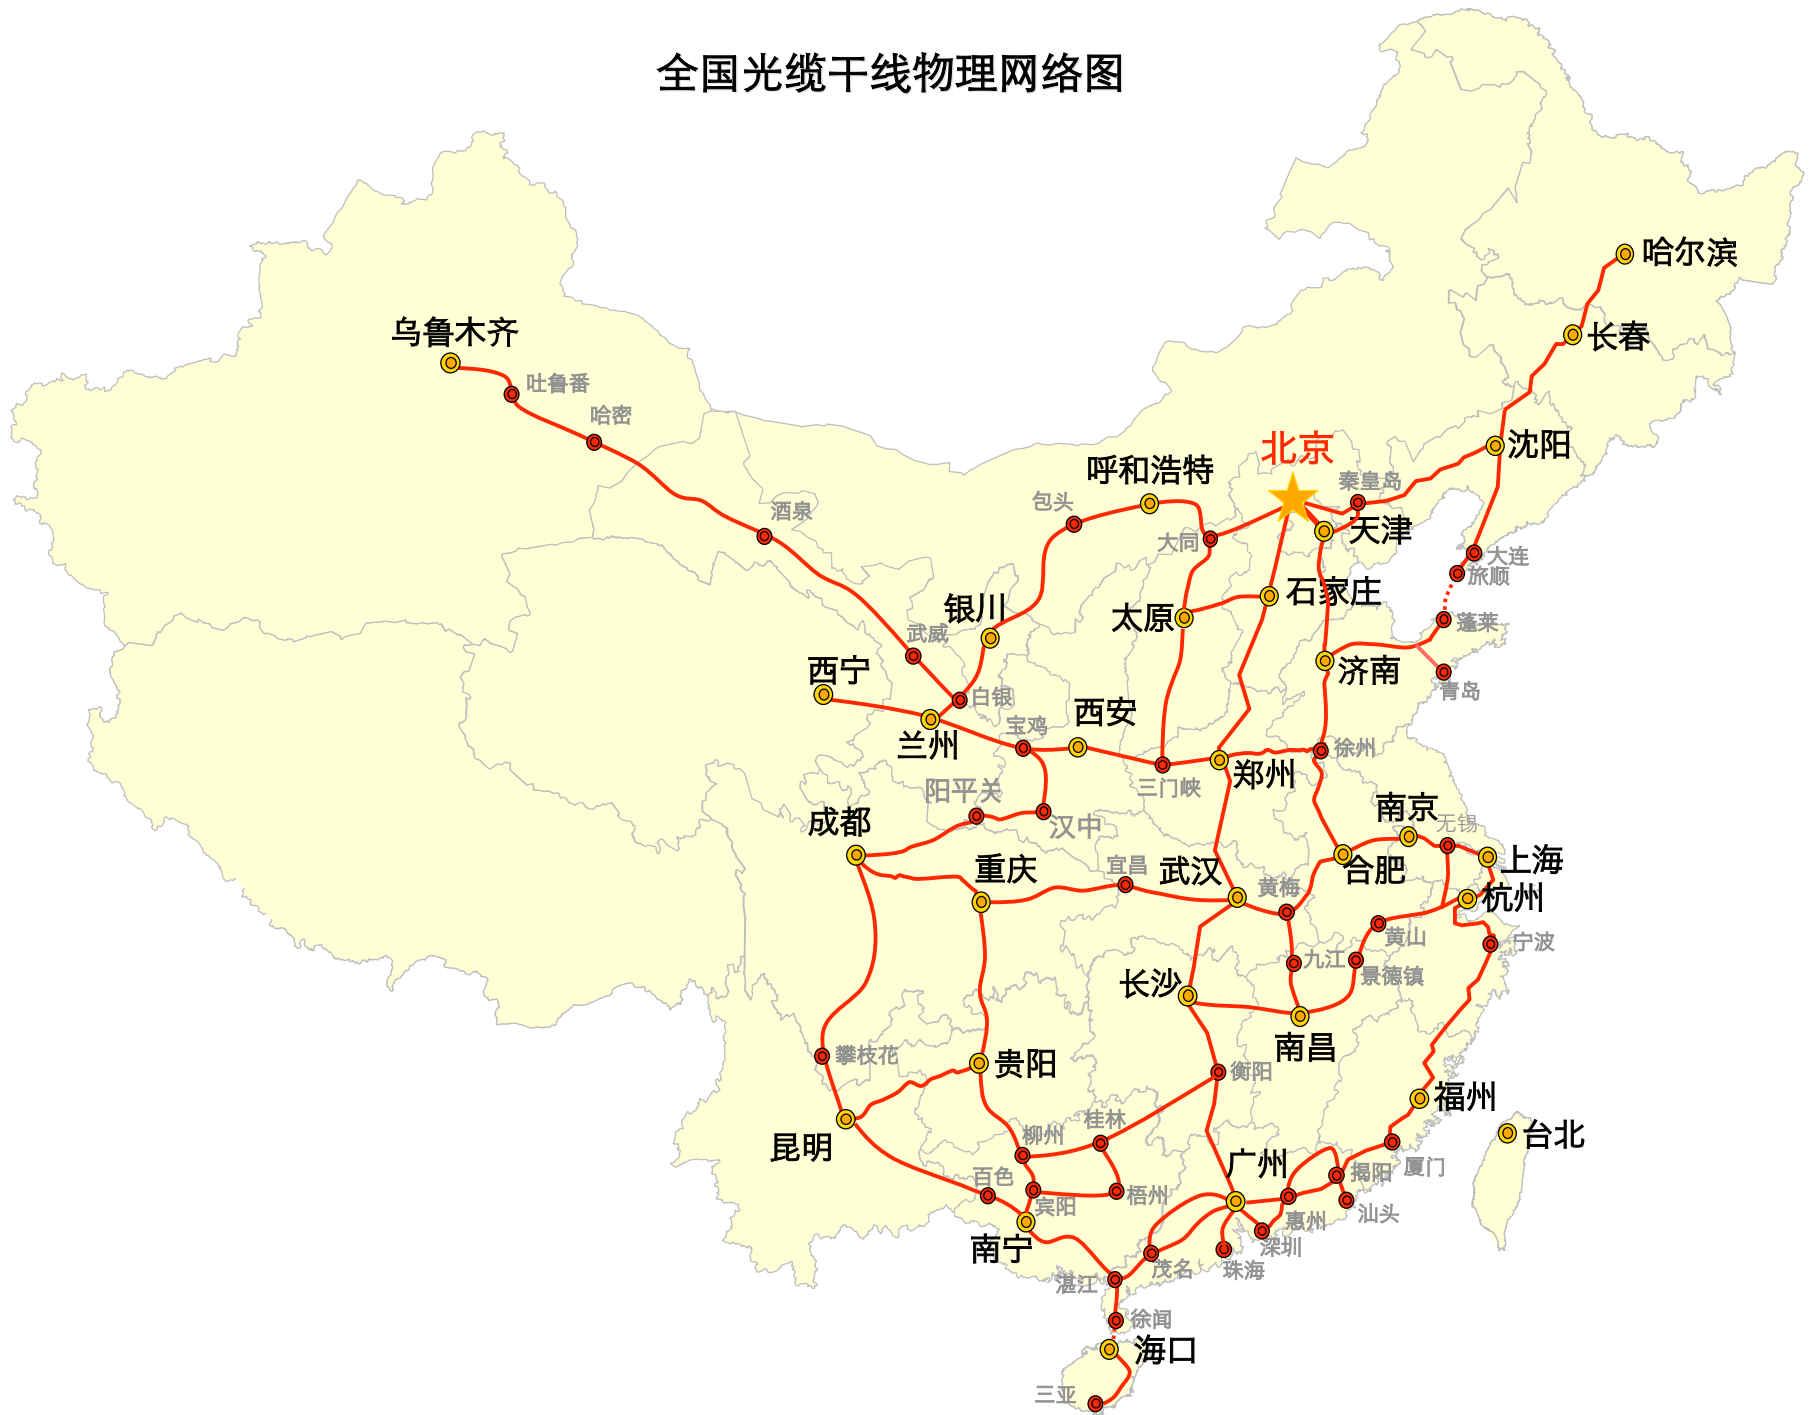 全国光缆干线物理网络图
哈尔滨
乌鲁木齐
长春
吐鲁番
哈密
北京
沈阳
呼和浩特
秦皇岛
包头
酒泉
天津
大同
大连
旅顺
石家庄
银川
太原
蓬莱
武威
西宁
济南
青岛
白银
西安
宝鸡
兰州
徐州
郑州
三门峡
阳平关
南京
成都
汉中
无锡
上海
宜昌
重庆
武汉
合肥
黄梅
杭州
黄山
宁波
九江
景德镇
长沙
南昌
攀枝花
贵阳
衡阳
福州
桂林
柳州
台北
昆明
广州
厦门
揭阳
百色
梧州
宾阳
汕头
惠州
南宁
深圳
茂名
珠海
湛江
徐闻
海口
三亚